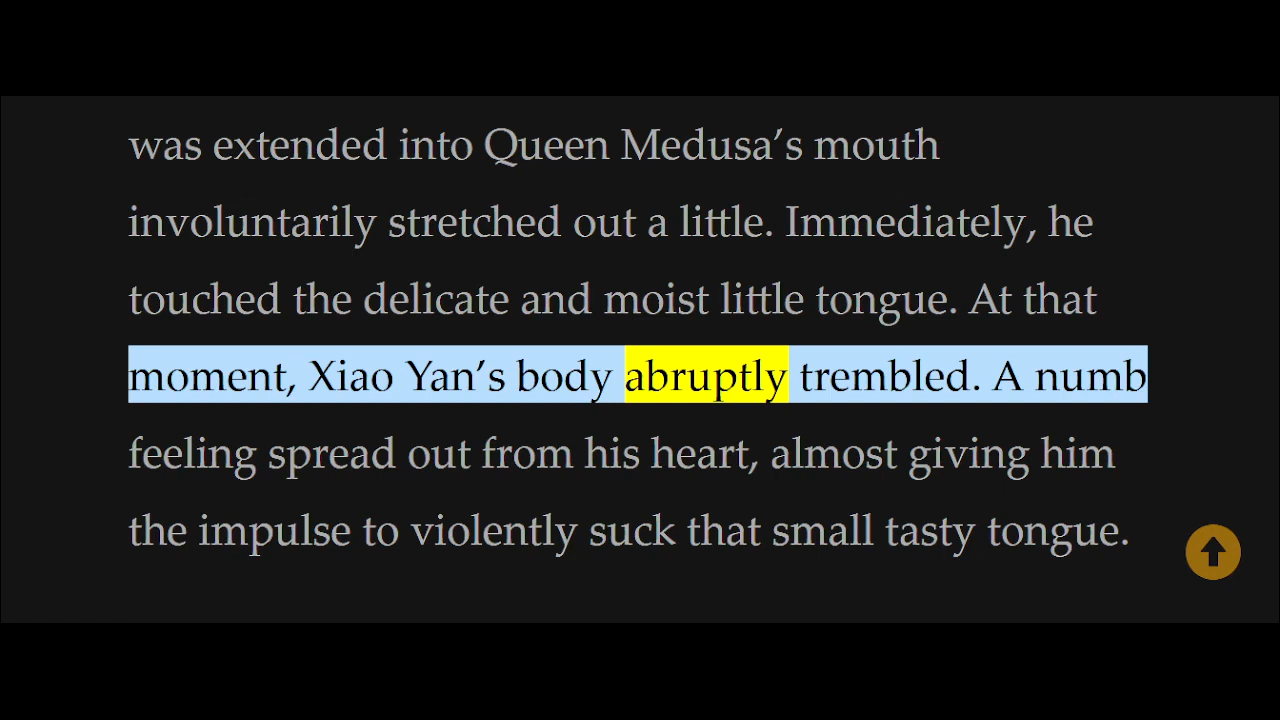 was extended into Queen Medusa’s mouth
involuntarily stretched out a little. Immediately, he
touched the delicate and moist little tongue. At that
moment, Xiao Yan’s body abruptly trembled. A numb
feeling spread out from his heart, almost giving him
the impulse to violently suck that small tasty tongue.